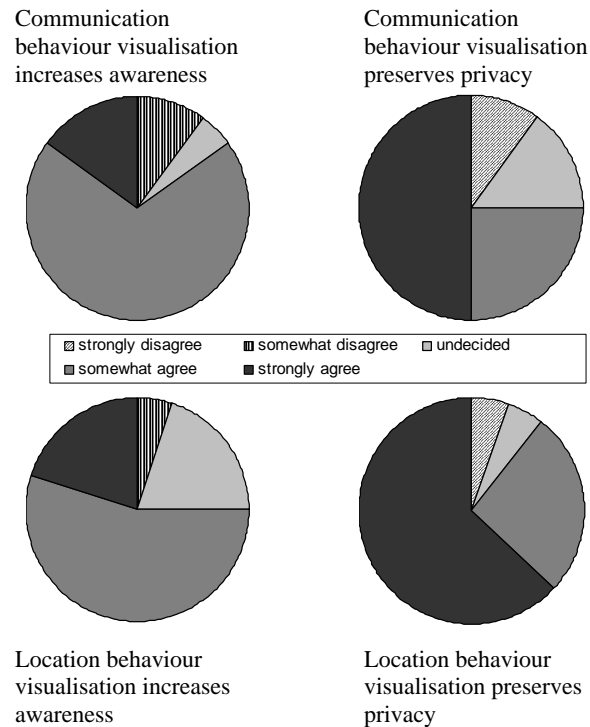 Communication
behaviour visualisation
increases awareness
Communication
behaviour visualisation
preserves privacy
strongly disagree somewhat disagree undecided
somewhat agree strongly agree
Location behaviour
visualisation increases
awareness
Location behaviour
visualisation preserves
privacy